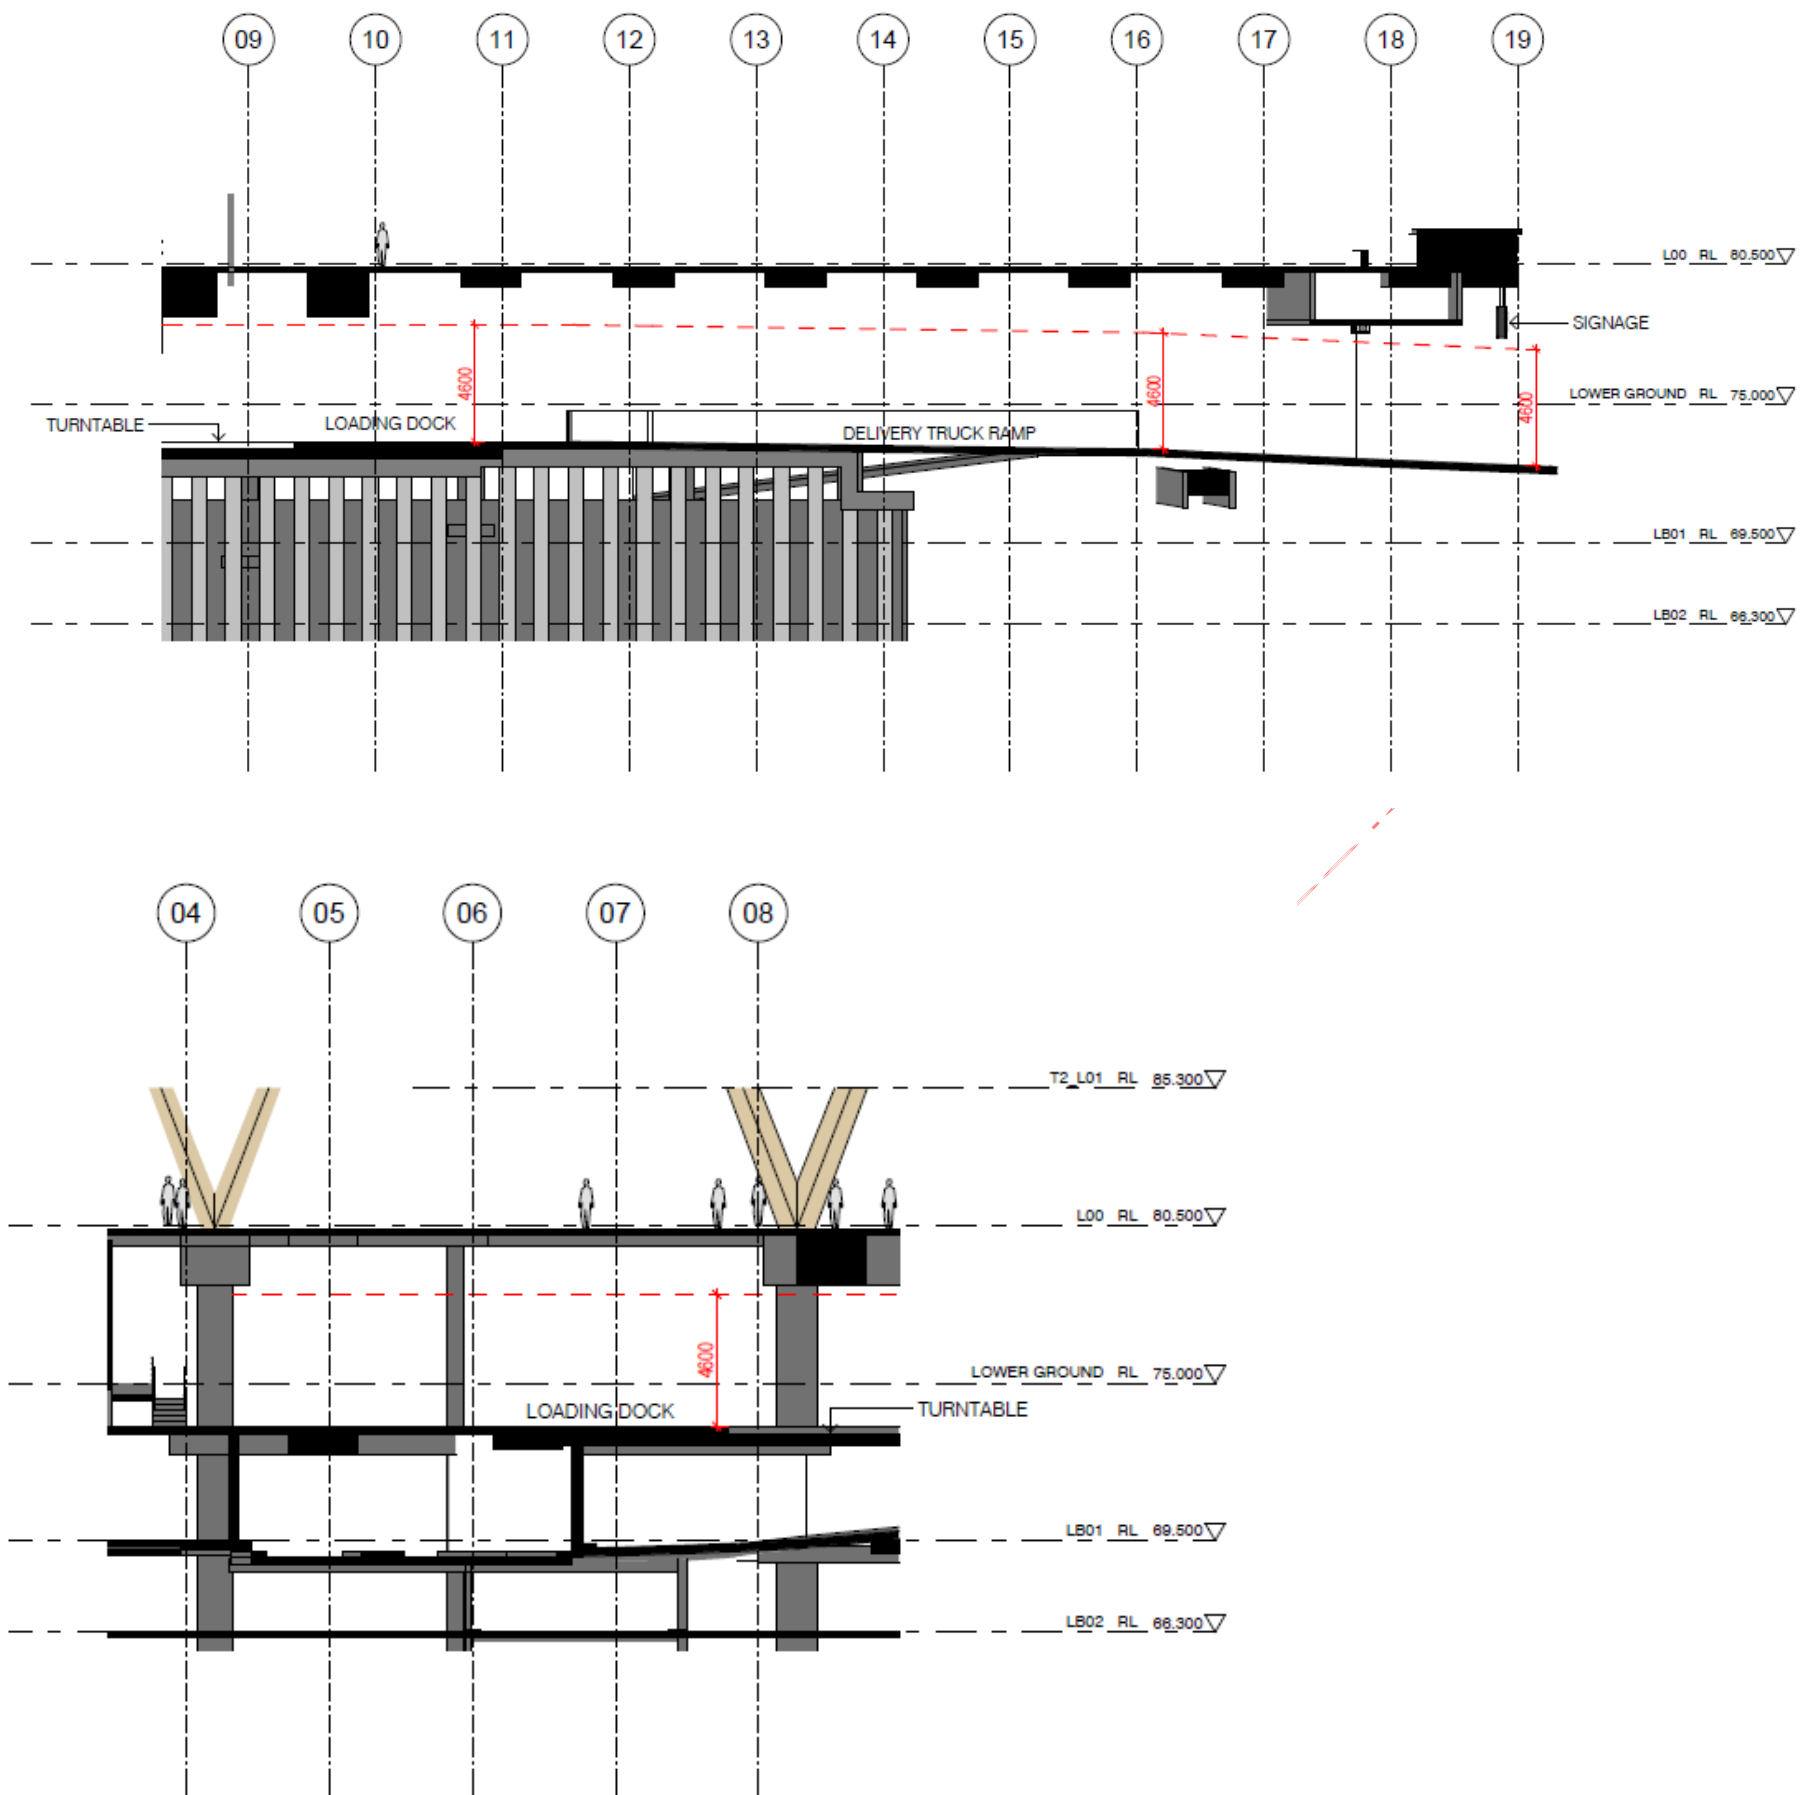 09 10 11 12 13 14 15 16 17 18 19
L00 RL 80.500
SIGNAGE
4600 4600 4600
LOWER GROUND RL 75.000
TURNTABLE LOADING DOCK DELIVERY TRUCK RAMP
LB01 RL 69.500
LB02 RL 66.300
04 05 06 07 08
T2_L01 RL 85.300
L00 RL 80.500
4600
LOWER GROUND RL 75.000
LOADING DOCK TURNTABLE
LB01 RL 69.500
LB02 RL 66.300